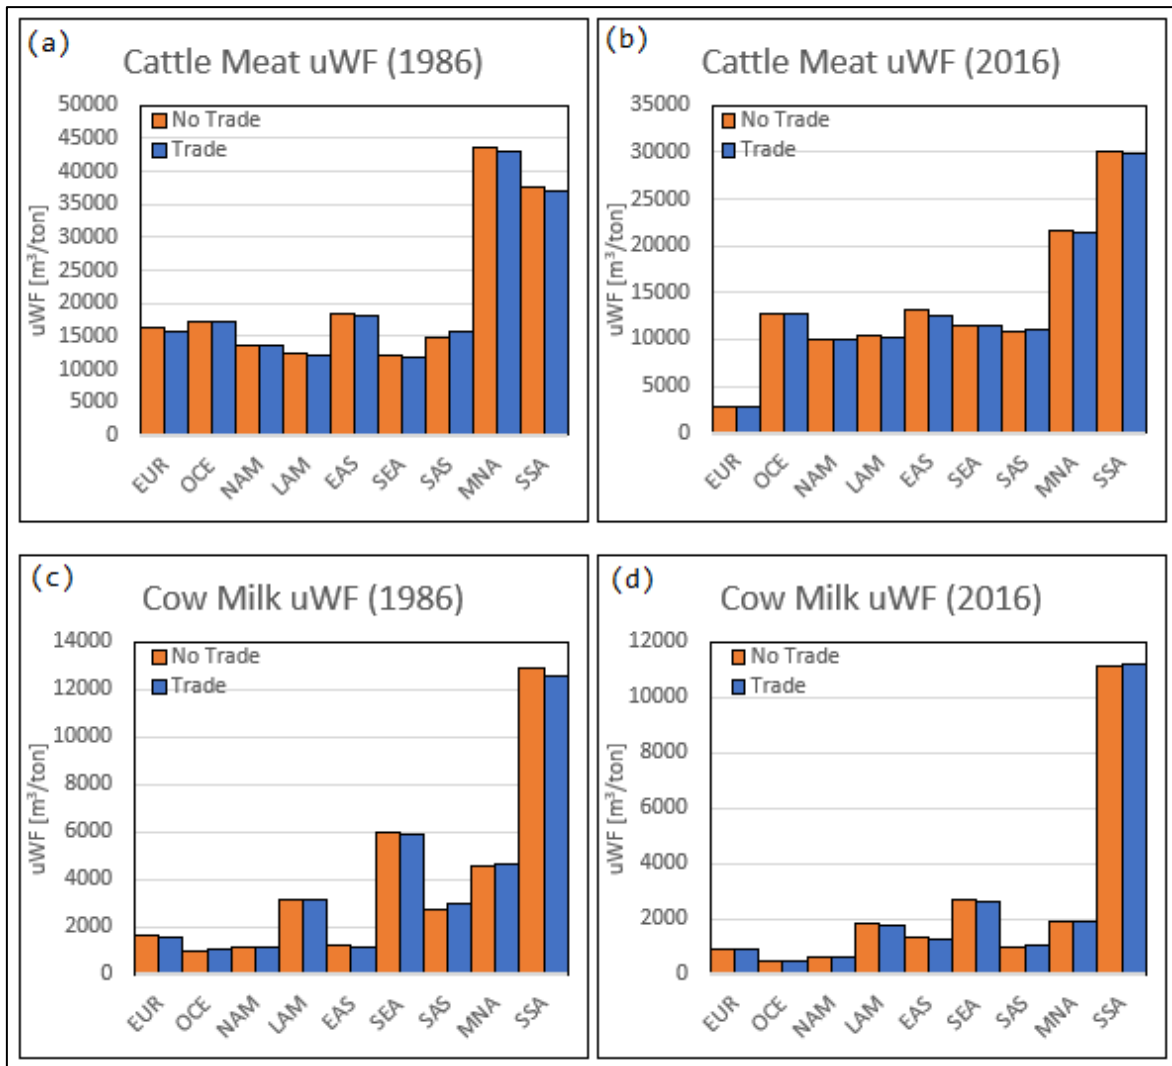 (a)
Cattle Meat uWF (1986)
No Trade
Trade
uWF [m³/ton]
50000
45000
40000
35000
30000
25000
20000
15000
10000
5000
0
EUR
OCE
NAM
LAM
EAS
SEA
SAS
MNA
SSA
(b)
Cattle Meat uWF (2016)
No Trade
Trade
uWF [m³/ton]
35000
30000
25000
20000
15000
10000
5000
0
EUR
OCE
NAM
LAM
EAS
SEA
SAS
MNA
SSA
(c)
Cow Milk uWF (1986)
No Trade
Trade
uWF [m³/ton]
14000
12000
10000
8000
6000
4000
2000
0
EUR
OCE
NAM
LAM
EAS
SEA
SAS
MNA
SSA
(d)
Cow Milk uWF (2016)
No Trade
Trade
uWF [m³/ton]
12000
10000
8000
6000
4000
2000
0
EUR
OCE
NAM
LAM
EAS
SEA
SAS
MNA
SSA